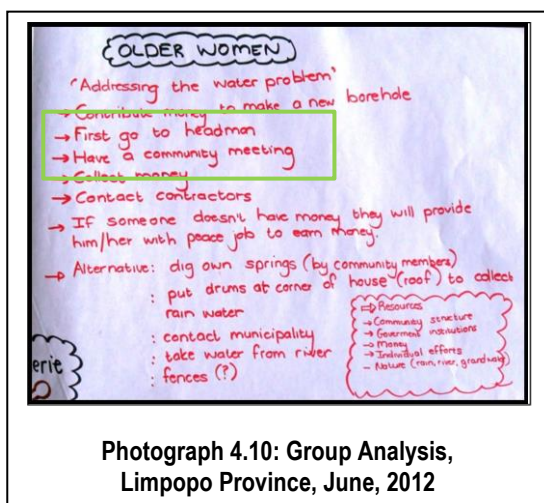 OLDER WOMEN
'Addressing the water problem'
→ Contribute money to make a new borehole
→ First go to headman
→ Have a community meeting
→ Collect money
→ Contact contractors
→ If someone doesn't have money they will provide
him/her with peace job to earn money.
→ Alternative: dig own springs (by community members)
: put drums at corner of house (roof) to collect
rain water
: contact municipality
: take water from river
: fences (?)
⇨ Resources
→ Community structure
→ Goverment institutions
→ Money
→ Individual efforts
- Nature (rain, river, grand water)
erie
Photograph 4.10: Group Analysis,
Limpopo Province, June, 2012